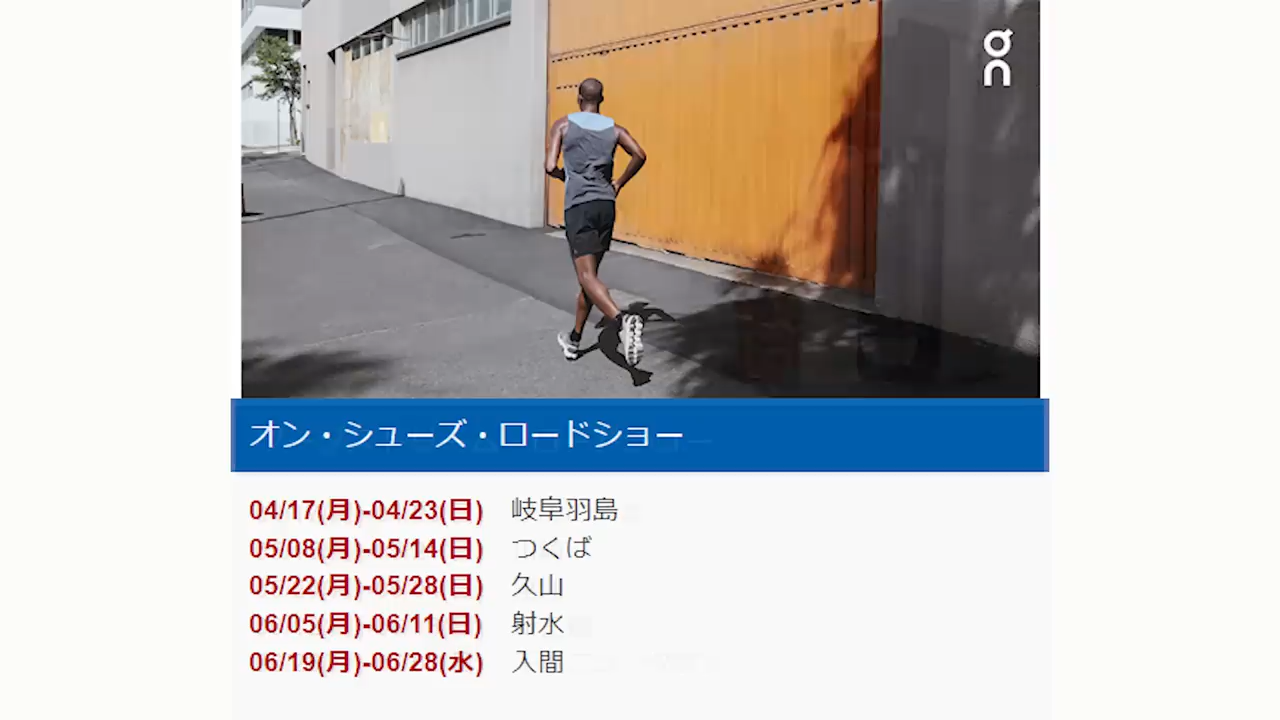 on
オン・シューズ・ロードショー
04/17(月)-04/23(日) 岐阜羽島
05/08(月)-05/14(日) つくば
05/22(月)-05/28(日) 久山
06/05(月)-06/11(日) 射水
06/19(月)-06/28(水) 入間